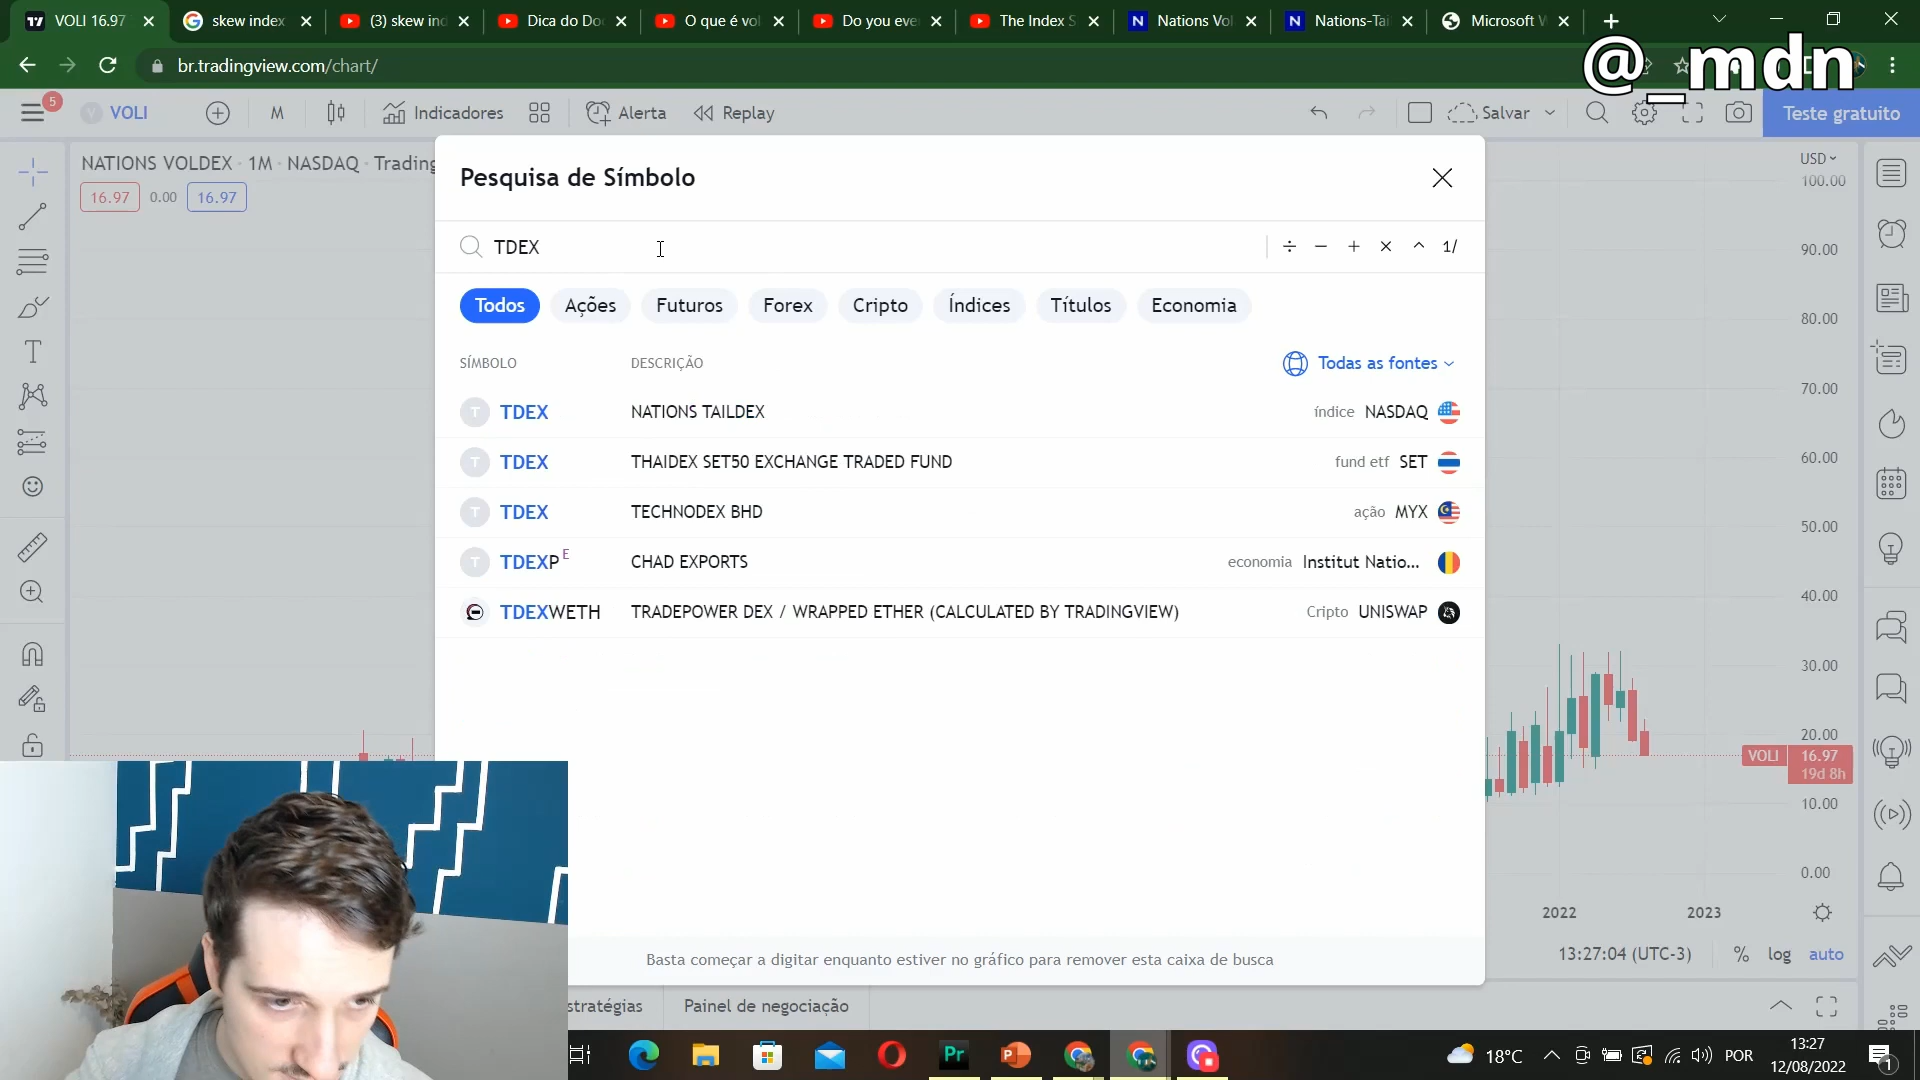 VOLI 16.97
skew index
(3) skew ind
Dica do Do
O que é vol
Do you eve
The Index S
Nations Vol
Nations-Tai
Microsoft
@_mdn
br.tradingview.com/chart/
5
VOLI
M
Indicadores
Alerta
Replay
Salvar
Teste gratuito
NATIONS VOLDEX · 1M · NASDAQ · Trading
16.97
0.00
16.97
Pesquisa de Símbolo
TDEX
÷ − + × ^ 1/
Todos
Ações
Futuros
Forex
Cripto
Índices
Títulos
Economia
SÍMBOLO
DESCRIÇÃO
Todas as fontes
T TDEX NATIONS TAILDEX índice NASDAQ
T TDEX THAIDEX SET50 EXCHANGE TRADED FUND fund etf SET
T TDEX TECHNODEX BHD ação MYX
T TDEXP E CHAD EXPORTS economia Institut Natio...
TDEXWETH TRADEPOWER DEX / WRAPPED ETHER (CALCULATED BY TRADINGVIEW) Cripto UNISWAP
Basta começar a digitar enquanto estiver no gráfico para remover esta caixa de busca
USD
100.00
90.00
80.00
70.00
60.00
50.00
40.00
30.00
20.00
VOLI 16.97
19d 8h
10.00
0.00
2022
2023
13:27:04 (UTC-3)
%
log
auto
stratégias
Painel de negociação
Pr
P
18°C
POR
13:27
12/08/2022
1